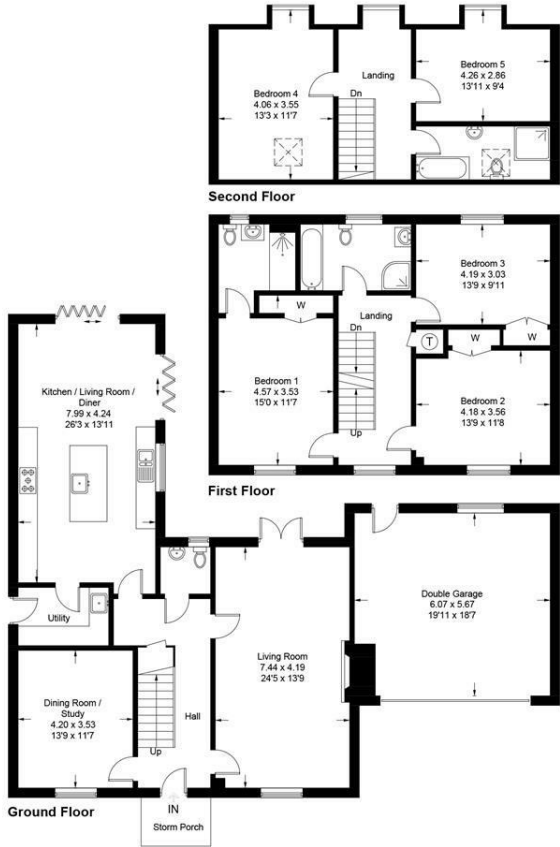 Bedroom 4
4.06 x 3.55
13'3 x 11'7
Landing
Dn
Bedroom 5
4.26 x 2.86
13'11 x 9'4
Second Floor
W
Landing
Dn
Up
Bedroom 3
4.19 x 3.03
13'9 x 9'11
T
W
W
Bedroom 1
4.57 x 3.53
15'0 x 11'7
Bedroom 2
4.18 x 3.56
13'9 x 11'8
First Floor
Kitchen / Living Room /
Diner
7.99 x 4.24
26'3 x 13'11
Utility
Dining Room /
Study
4.20 x 3.53
13'9 x 11'7
Up
Hall
Living Room
7.44 x 4.19
24'5 x 13'9
Double Garage
6.07 x 5.67
19'11 x 18'7
IN
Storm Porch
Ground Floor